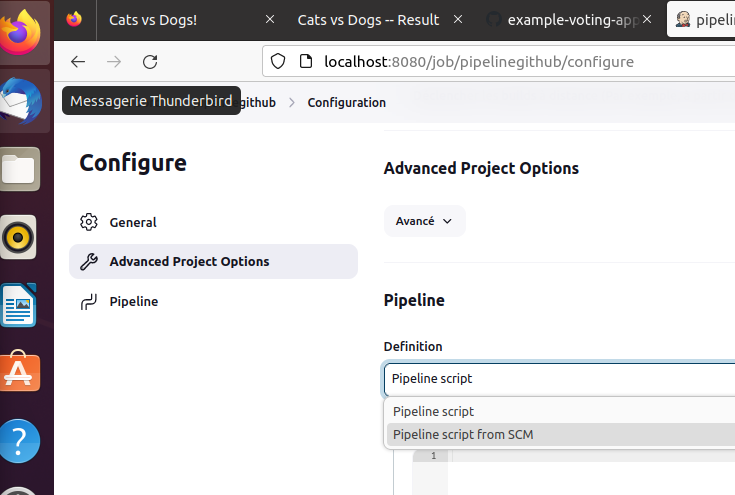 Cats vs Dogs!
Cats vs Dogs -- Result
example-voting-app
pipeline
localhost:8080/job/pipelinegithub/configure
Messagerie Thunderbird
github
Configuration
Configure
General
Advanced Project Options
Pipeline
Advanced Project Options
Avancé
Pipeline
Definition
Pipeline script
Pipeline script
Pipeline script from SCM
1